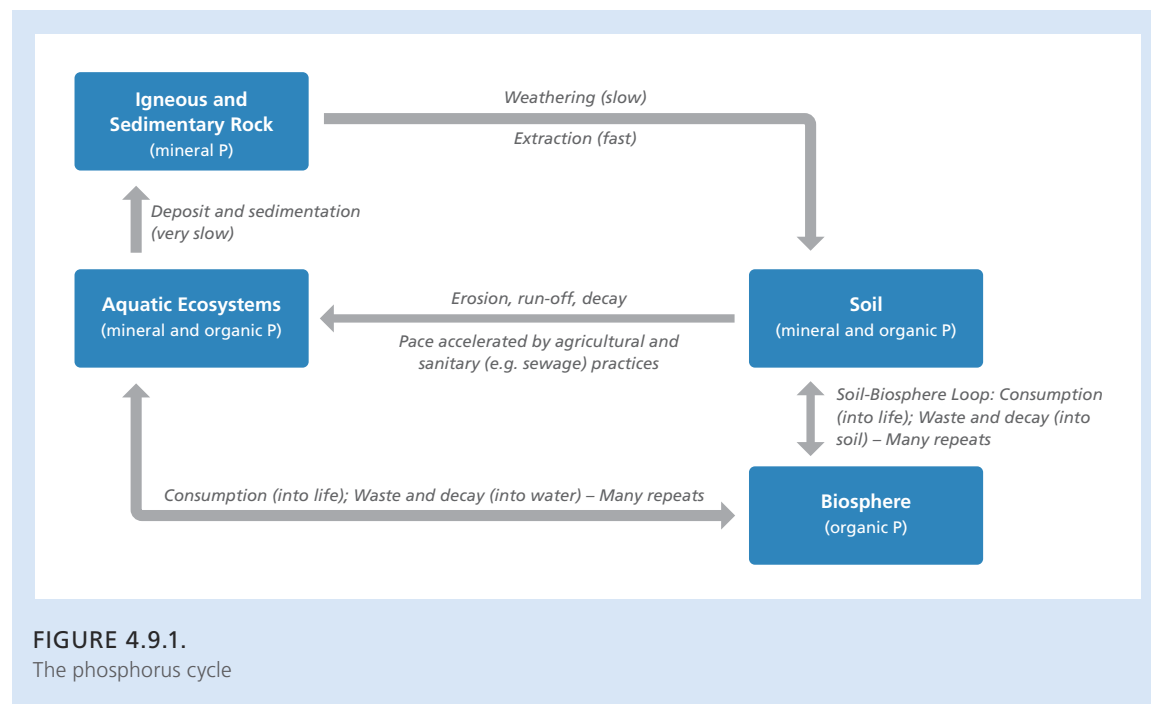 Igneous and
Sedimentary Rock
(mineral P)
Weathering (slow)
Extraction (fast)
Deposit and sedimentation
(very slow)
Aquatic Ecosystems
(mineral and organic P)
Erosion, run-off, decay
Pace accelerated by agricultural and
sanitary (e.g. sewage) practices
Soil
(mineral and organic P)
Soil-Biosphere Loop: Consumption
(into life); Waste and decay (into
soil) – Many repeats
Consumption (into life); Waste and decay (into water) – Many repeats
Biosphere
(organic P)
FIGURE 4.9.1.
The phosphorus cycle